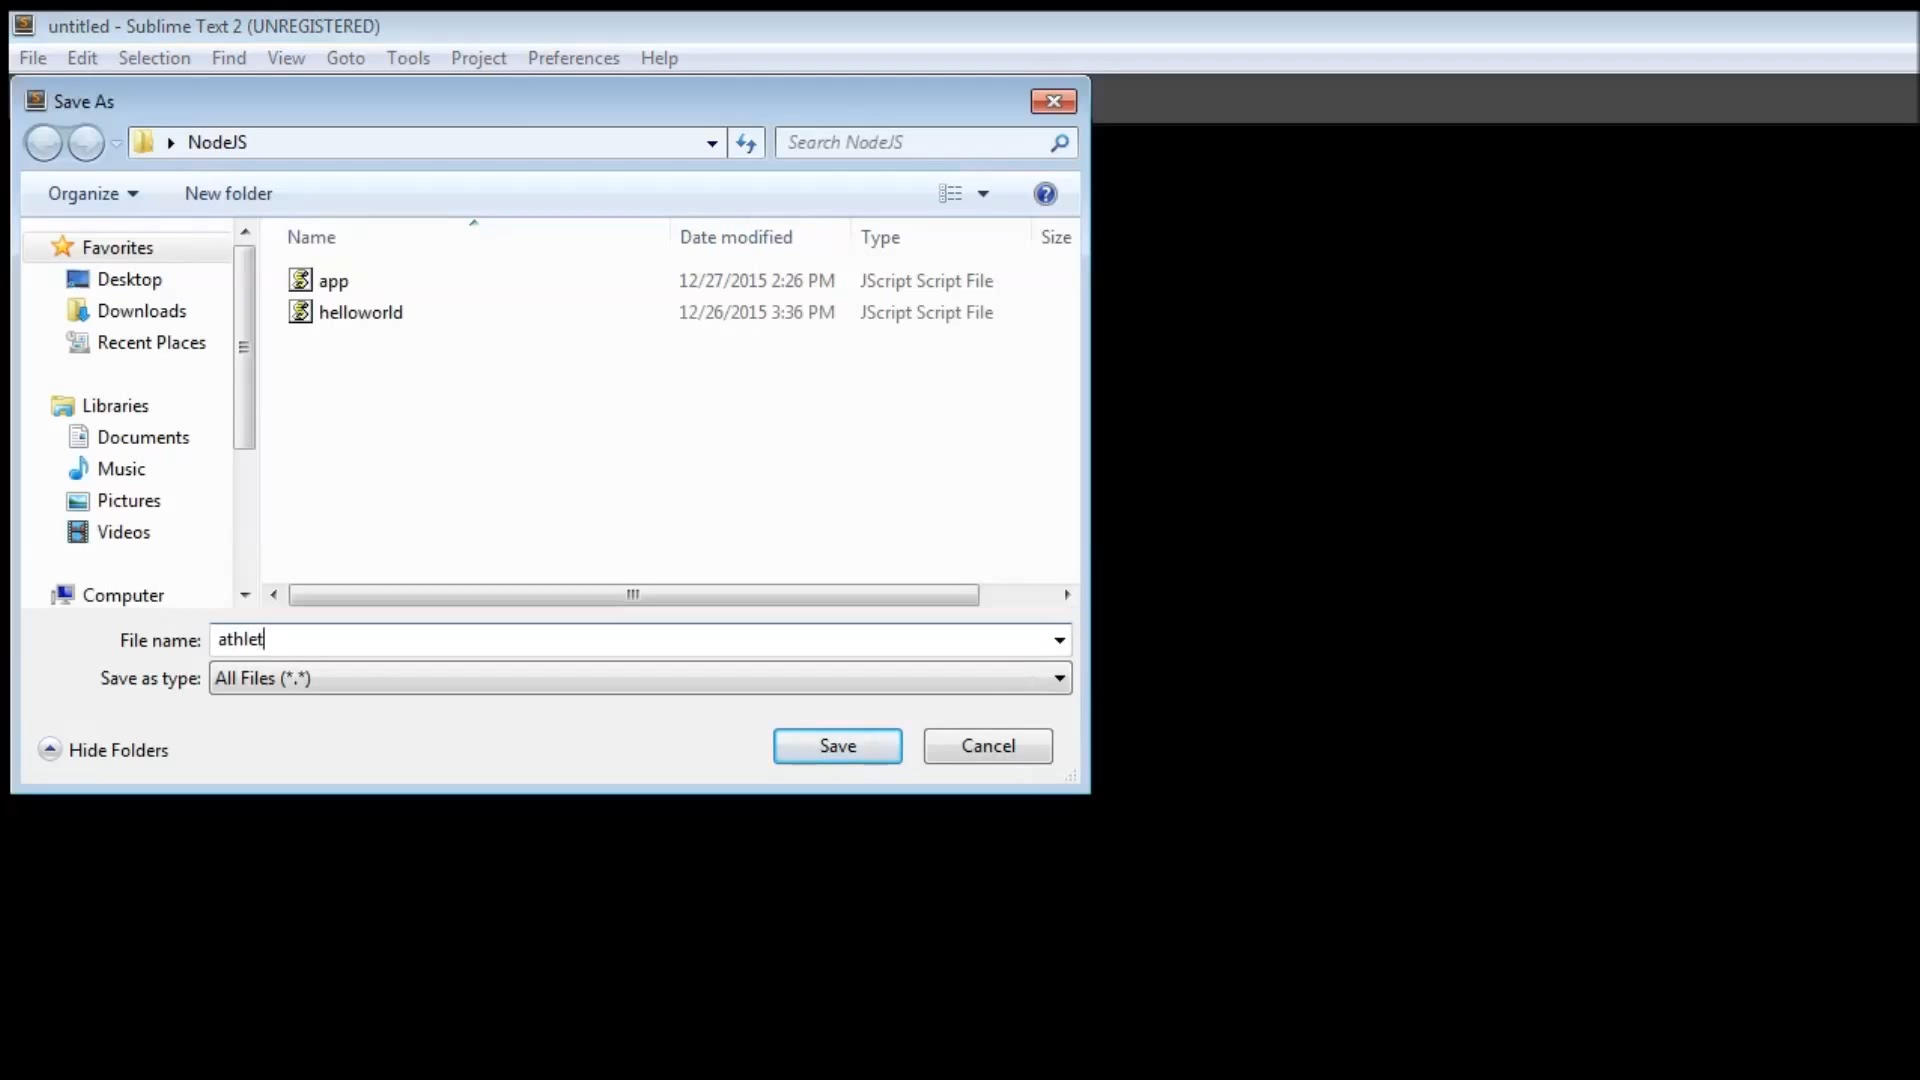 untitled - Sublime Text 2 (UNREGISTERED)
File Edit Selection Find View Goto Tools Project Preferences Help
Save As
NodeJS
Search NodeJS
Organize New folder
Name Date modified Type Size
Favorites
Desktop
Downloads
Recent Places
Libraries
Documents
Music
Pictures
Videos
Computer
app 12/27/2015 2:26 PM JScript Script File
helloworld 12/26/2015 3:36 PM JScript Script File
File name: athlet
Save as type: All Files (*.*)
Hide Folders
Save Cancel